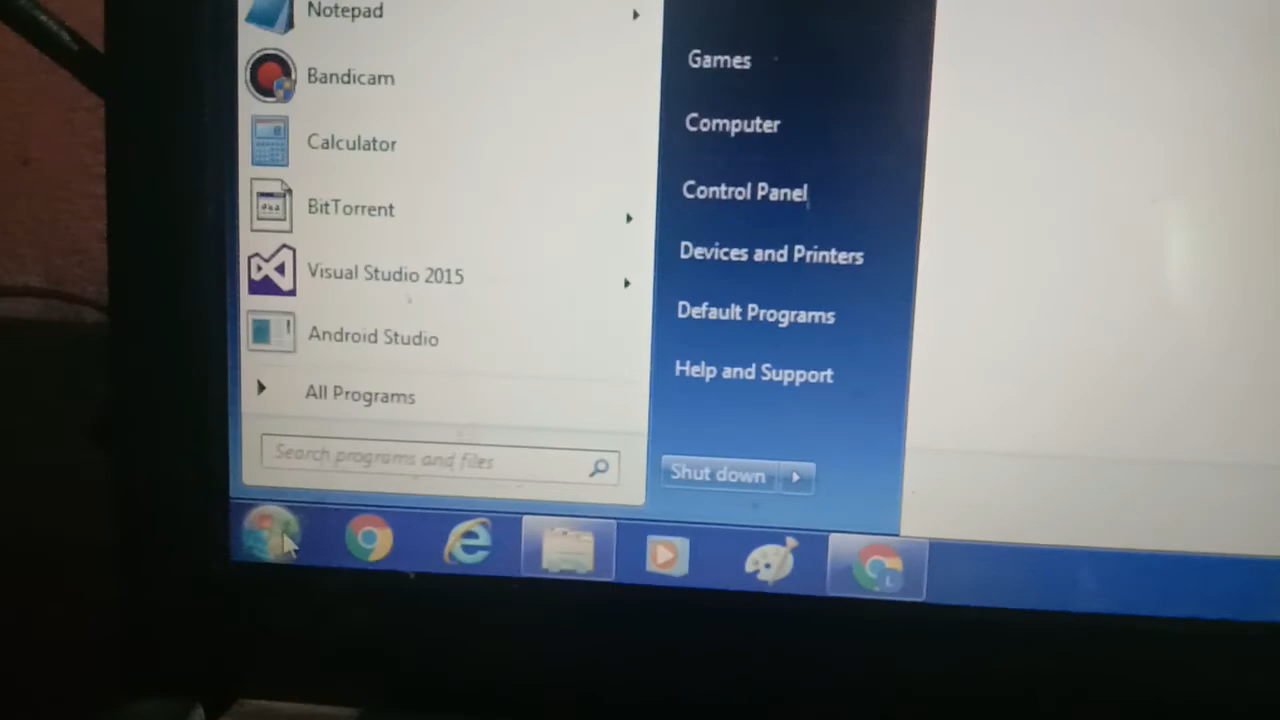 Notepad
Bandicam
Calculator
BitTorrent
Visual Studio 2015
Android Studio
All Programs
Search programs and files
Games
Computer
Control Panel
Devices and Printers
Default Programs
Help and Support
Shut down
L